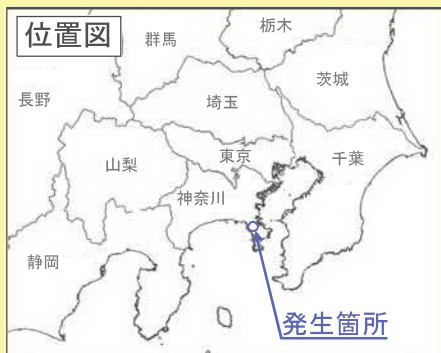 位置図
栃木
群馬
茨城
長野
埼玉
東京
千葉
山梨
神奈川
静岡
発生箇所